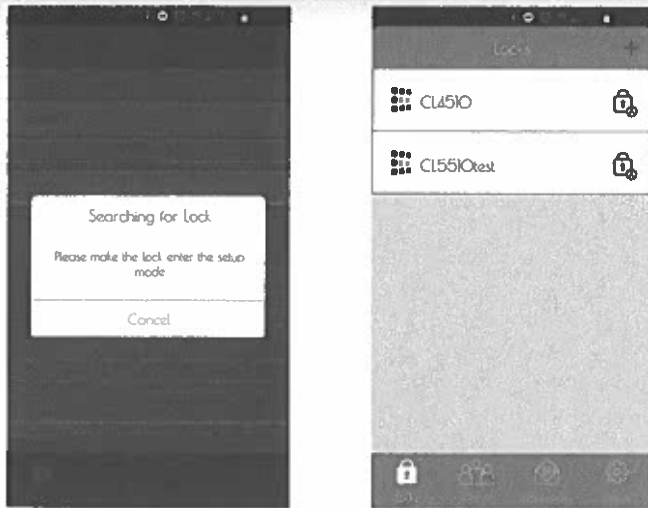 Searching for Lock
Please make the lock enter the setup
mode
Cancel
Locks
CL4510
CL5510test